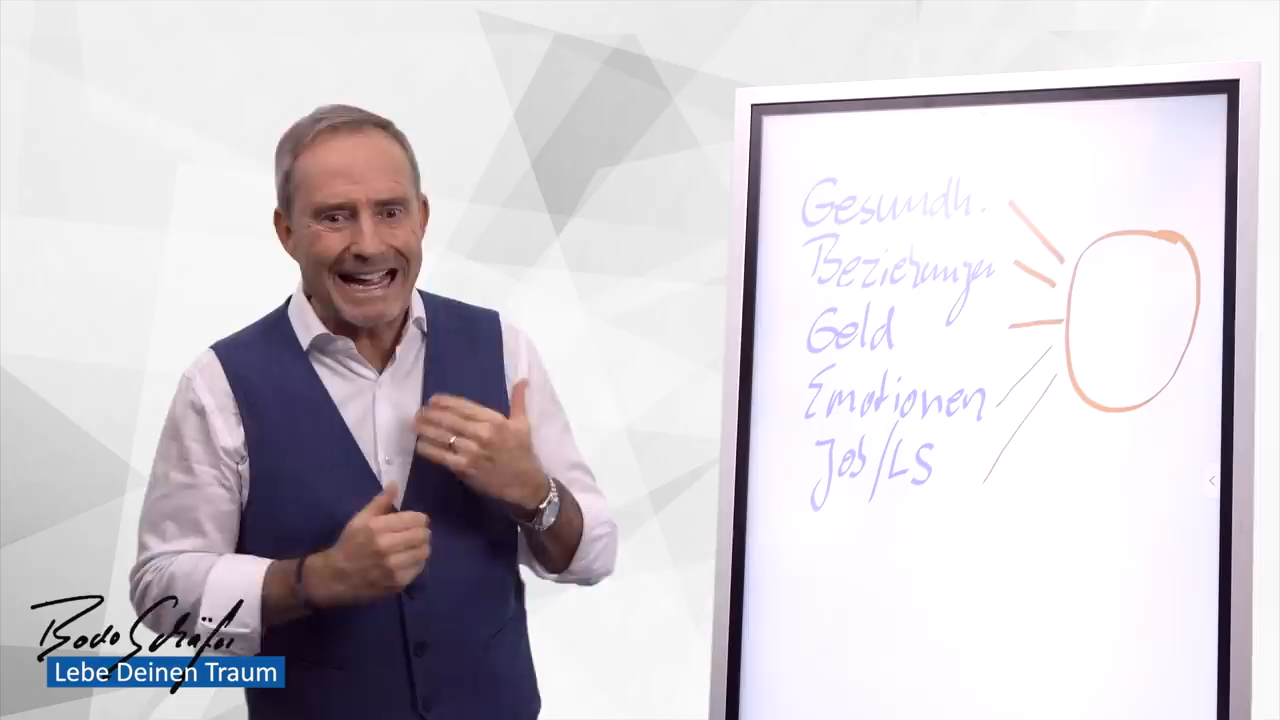 Gesundh.
Beziehungen
Geld
Emotionen
Job/LS
Bodo Schäfer
Lebe Deinen Traum